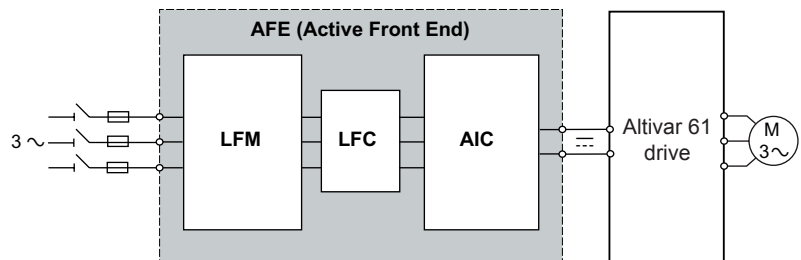 AFE (Active Front End)
LFM
LFC
AIC
3 ~
Altivar 61
drive
M
3~